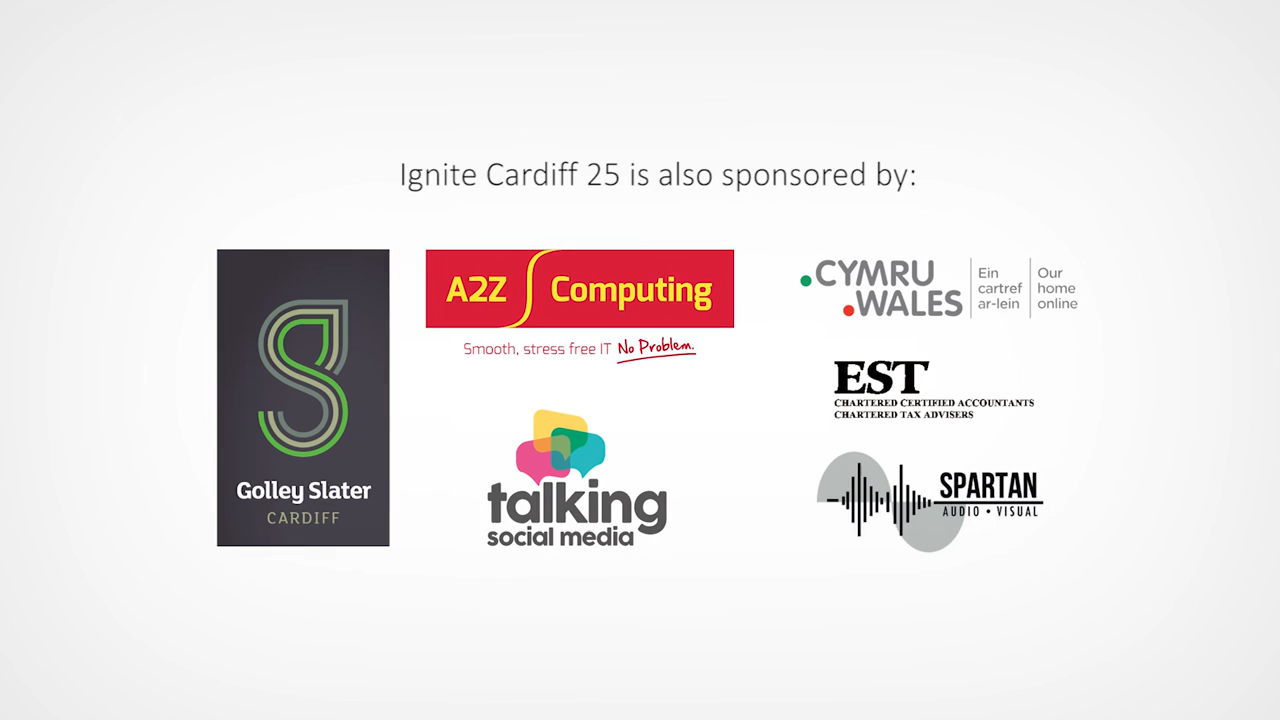 Ignite Cardiff 25 is also sponsored by:
Golley Slater
CARDIFF
A2Z Computing
Smooth, stress free IT No Problem.
talking
social media
CYMRU
WALES
Ein
cartref
ar-lein
Our
home
online
EST
CHARTERED CERTIFIED ACCOUNTANTS
CHARTERED TAX ADVISERS
SPARTAN
AUDIO • VISUAL